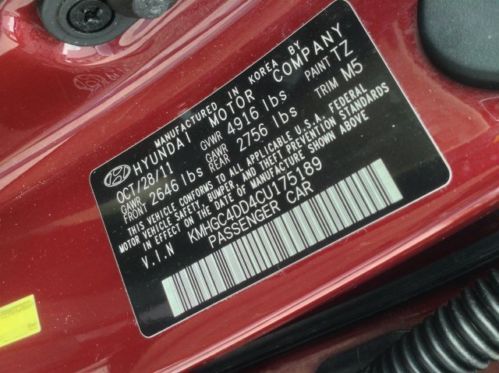 MANUFACTURED IN KOREA BY
HYUNDAI MOTOR COMPANY
OCT/28/11 GVWR 4916 lbs PAINT TZ
GAWR FRONT 2646 lbs GAWR REAR 2756 lbs TRIM M5
THIS VEHICLE CONFORMS TO ALL APPLICABLE U.S.A. FEDERAL
MOTOR VEHICLE SAFETY, BUMPER, AND THEFT PREVENTION STANDARDS
IN EFFECT ON THE DATE OF MANUFACTURE SHOWN ABOVE
V.I.N KMHGC4DD4CU175189
PASSENGER CAR